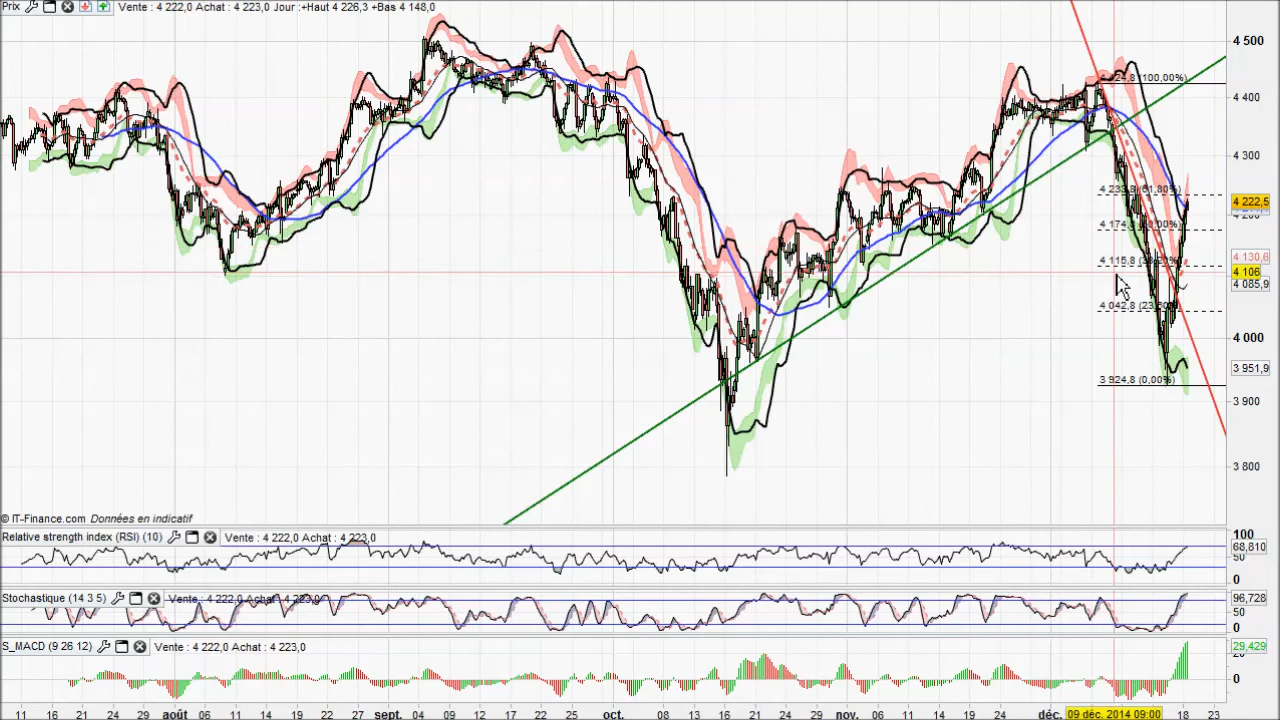 Prix Vente : 4 222,0 Achat : 4 223,0 Jour :+Haut 4 226,3 +Bas 4 148,0
4 500
4 400
4 300
4 222,5
4 200
4 130,6
4 106
4 085,9
4 000
3 951,9
3 900
3 800
4 424,8 (100,00%)
4 233,8 (61,80%)
4 115,8
4 042,8
3 924,8 (0,00%)
© IT-Finance.com Données en indicatif
Relative strength index (RSI) (10) Vente : 4 222,0 Achat : 4 223,0
100
68,810
50
0
Stochastique (14 3 5) Vente : 4 222,0 Achat : 4 223,0
96,728
50
0
S_MACD (9 26 12) Vente : 4 222,0 Achat : 4 223,0
29,429
0
11 16 21 24 29 août 06 11 14 19 22 27 sept. 09 12 17 22 25 oct. 08 13 16 21 24 29 nov. 06 11 14 19 24 déc. 09 déc. 2014 09:00 16 18 23